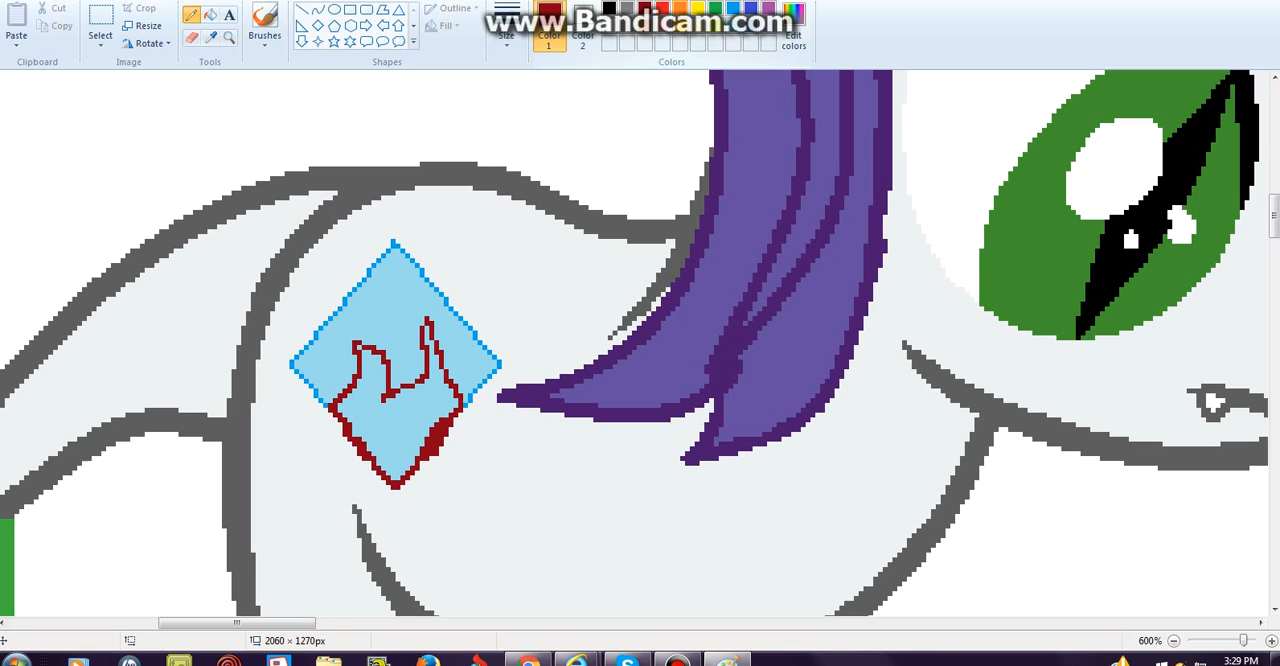 www.Bandicam.com
Cut
Copy
Paste
Clipboard
Crop
Resize
Rotate
Select
Image
A
Tools
Brushes
Outline
Fill
Shapes
Size
Color
1
Color
2
Edit
colors
Colors
2060 × 1270px
600%
3:29 PM